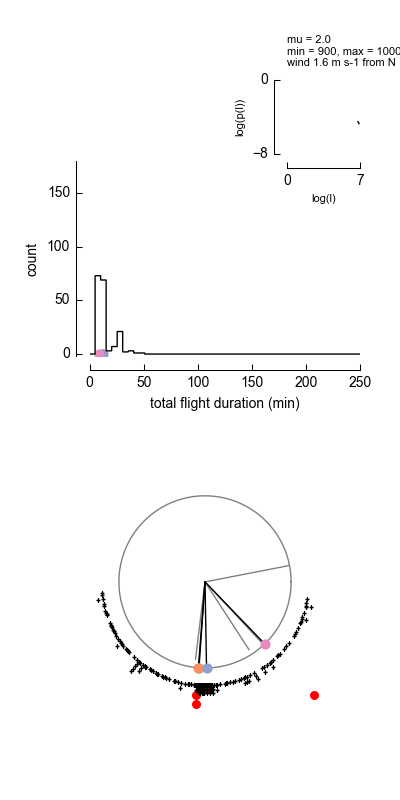 mu = 2.0
min = 900, max = 1000
wind 1.6 m s-1 from N
0
log(p(l))
−8
0
7
log(l)
150
100
50
0
count
0
50
100
150
200
250
total flight duration (min)